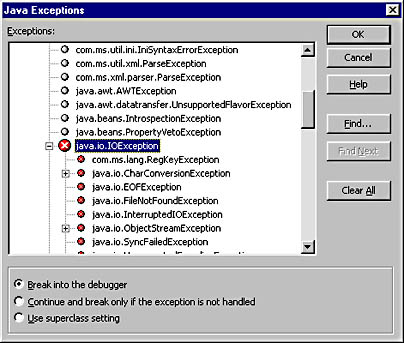 Java Exceptions
Exceptions:
com.ms.util.ini.IniSyntaxErrorException
com.ms.util.xml.ParseException
com.ms.xml.parser.ParseException
java.awt.AWTException
java.awt.datatransfer.UnsupportedFlavorException
java.beans.IntrospectionException
java.beans.PropertyVetoException
java.io.IOException
com.ms.lang.RegKeyException
java.io.CharConversionException
java.io.EOFException
java.io.FileNotFoundException
java.io.InterruptedIOException
java.io.ObjectStreamException
java.io.SyncFailedException
OK
Cancel
Help
Find...
Find Next
Clear All
Break into the debugger
Continue and break only if the exception is not handled
Use superclass setting